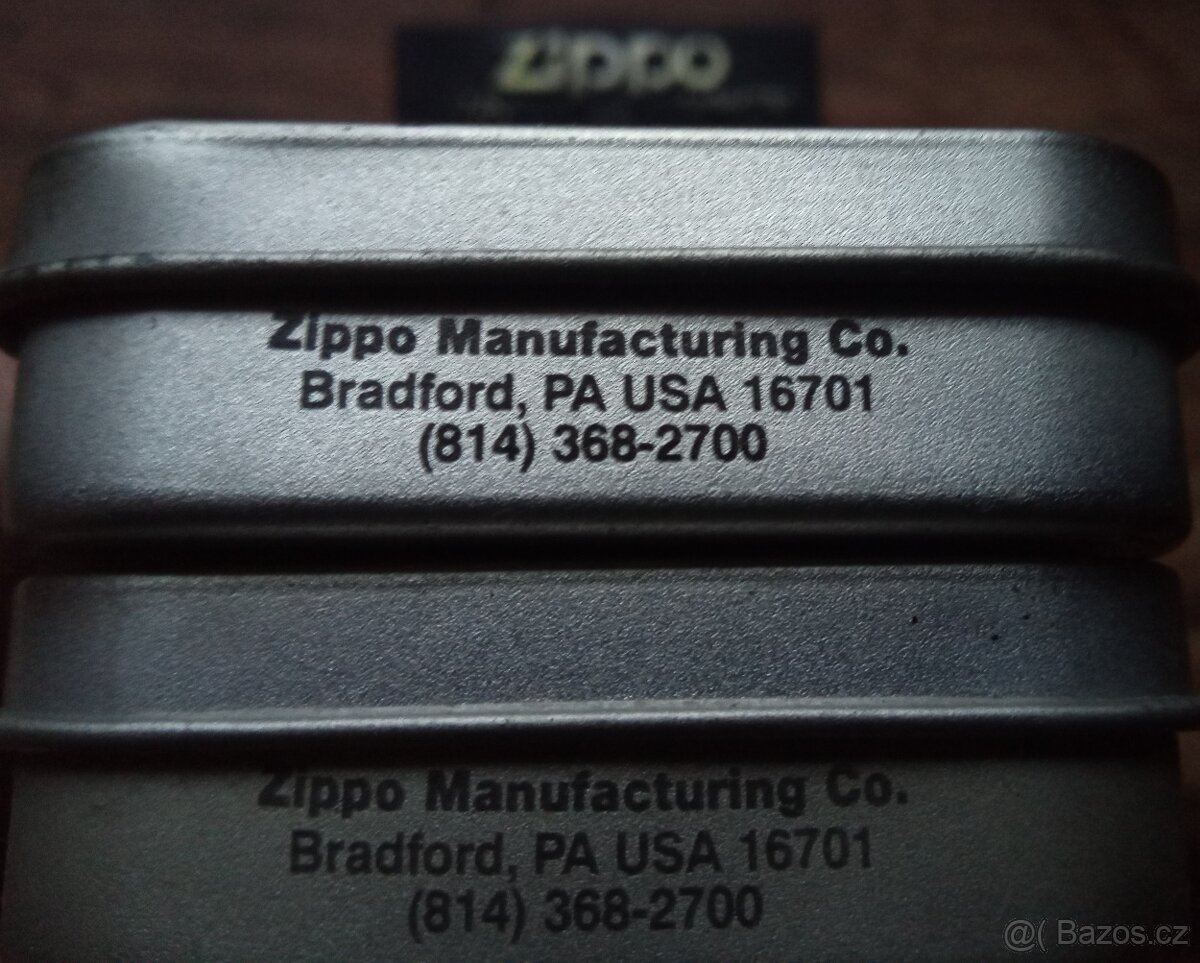 Zippo
Zippo Manufacturing Co.
Bradford, PA USA 16701
(814) 368-2700
Zippo Manufacturing Co.
Bradford, PA USA 16701
(814) 368-2700
@( Bazos.cz